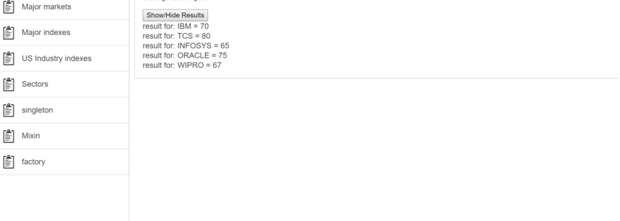 Major markets
Major indexes
US Industry indexes
Sectors
singleton
Mixin
factory
Show/Hide Results
result for: IBM = 70
result for: TCS = 80
result for: INFOSYS = 65
result for: ORACLE = 75
result for: WIPRO = 67